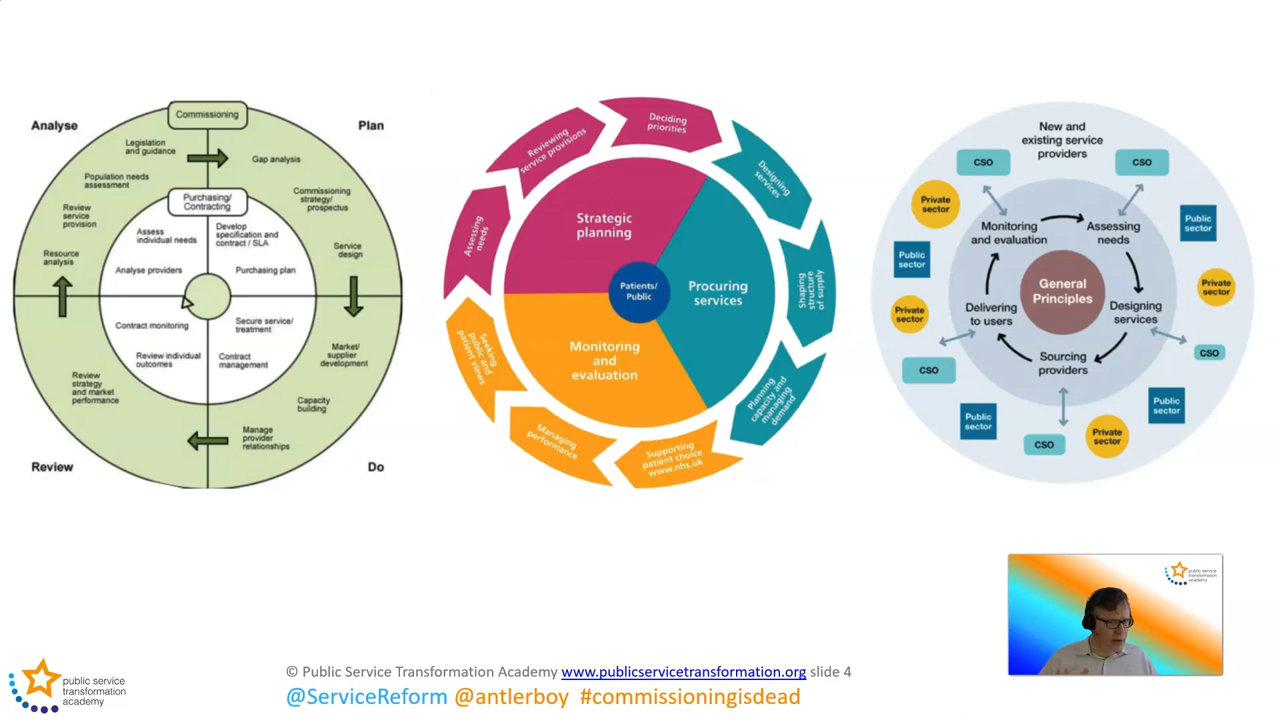 Analyse
Plan
Commissioning
Legislation
and guidance
Gap analysis
Population needs
assessment
Commissioning
strategy/
prospectus
Review
service
provision
Service
design
Resource
analysis
Market/
supplier
development
Capacity
building
Manage
provider
relationships
Review
strategy
and market
performance
Purchasing/
Contracting
Assess
individual needs
Develop
specification and
contract / SLA
Analyse providers
Purchasing plan
Contract monitoring
Secure service/
treatment
Review individual
outcomes
Contract
management
Review
Do
Deciding
priorities
Designing
services
Shaping
structure
of supply
Planning
capacity and
managing
demand
Supporting
patient choice
www.nhs.uk
Managing
performance
Seeking
public and
patient views
Assessing
needs
Reviewing
service provisions
Strategic
planning
Procuring
services
Monitoring
and
evaluation
Patients/
Public
New and
existing service
providers
CSO
CSO
Private
sector
Public
sector
Public
sector
Private
sector
Private
sector
CSO
CSO
Public
sector
Public
sector
CSO
Private
sector
Monitoring
and evaluation
Assessing
needs
General
Principles
Delivering
to users
Designing
services
Sourcing
providers
public service
transformation
academy
public service
transformation
academy
© Public Service Transformation Academy www.publicservicetransformation.org slide 4
@ServiceReform @antlerboy #commissioningisdead